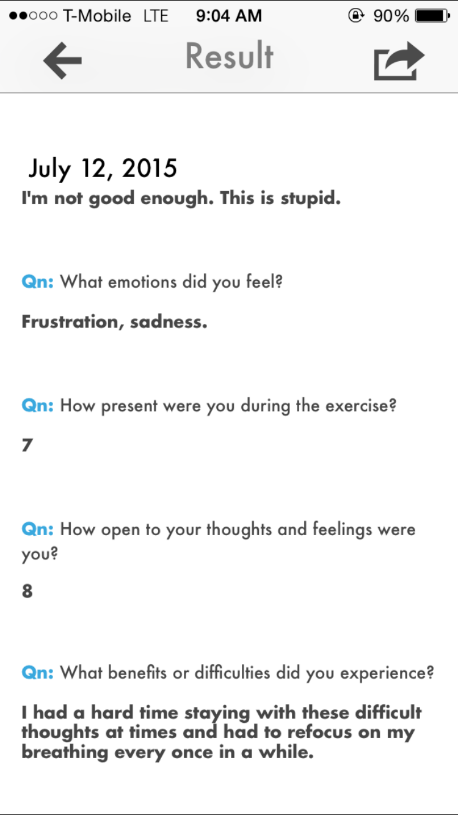 T-Mobile LTE 9:04 AM 90%
Result
July 12, 2015
I'm not good enough. This is stupid.
Qn: What emotions did you feel?
Frustration, sadness.
Qn: How present were you during the exercise?
7
Qn: How open to your thoughts and feelings were
you?
8
Qn: What benefits or difficulties did you experience?
I had a hard time staying with these difficult
thoughts at times and had to refocus on my
breathing every once in a while.